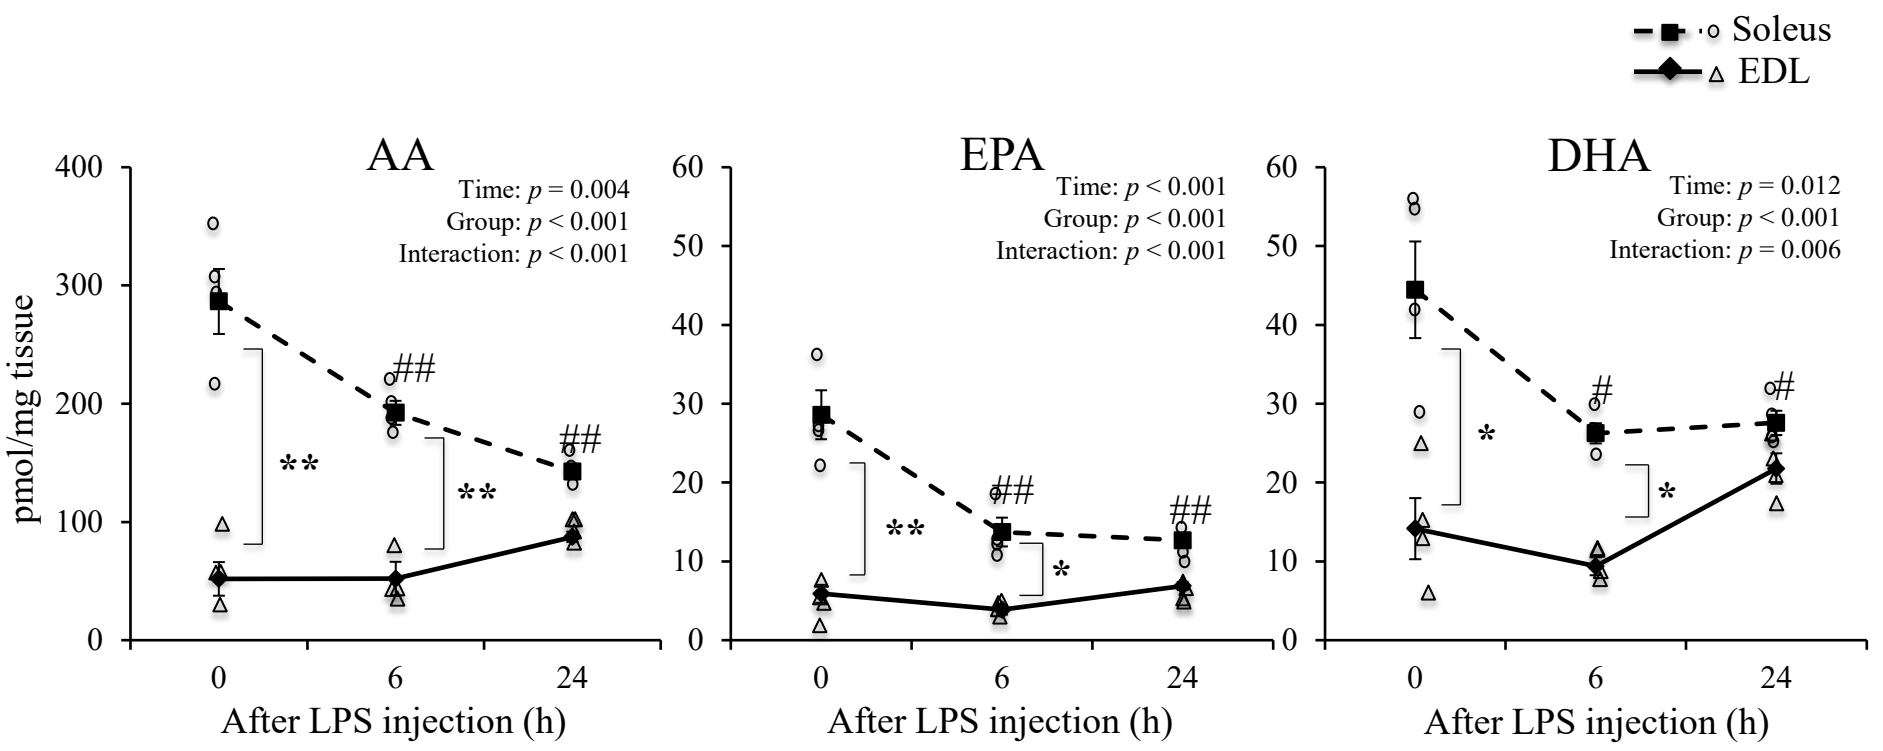 Soleus
EDL
AA
Time: p = 0.004
Group: p < 0.001
Interaction: p < 0.001
400
300
200
100
0
pmol/mg tissue
##
##
**
**
0 6 24
After LPS injection (h)
EPA
Time: p < 0.001
Group: p < 0.001
Interaction: p < 0.001
60
50
40
30
20
10
0
##
##
**
*
0 6 24
After LPS injection (h)
DHA
Time: p = 0.012
Group: p < 0.001
Interaction: p = 0.006
60
50
40
30
20
10
0
#
#
*
*
0 6 24
After LPS injection (h)